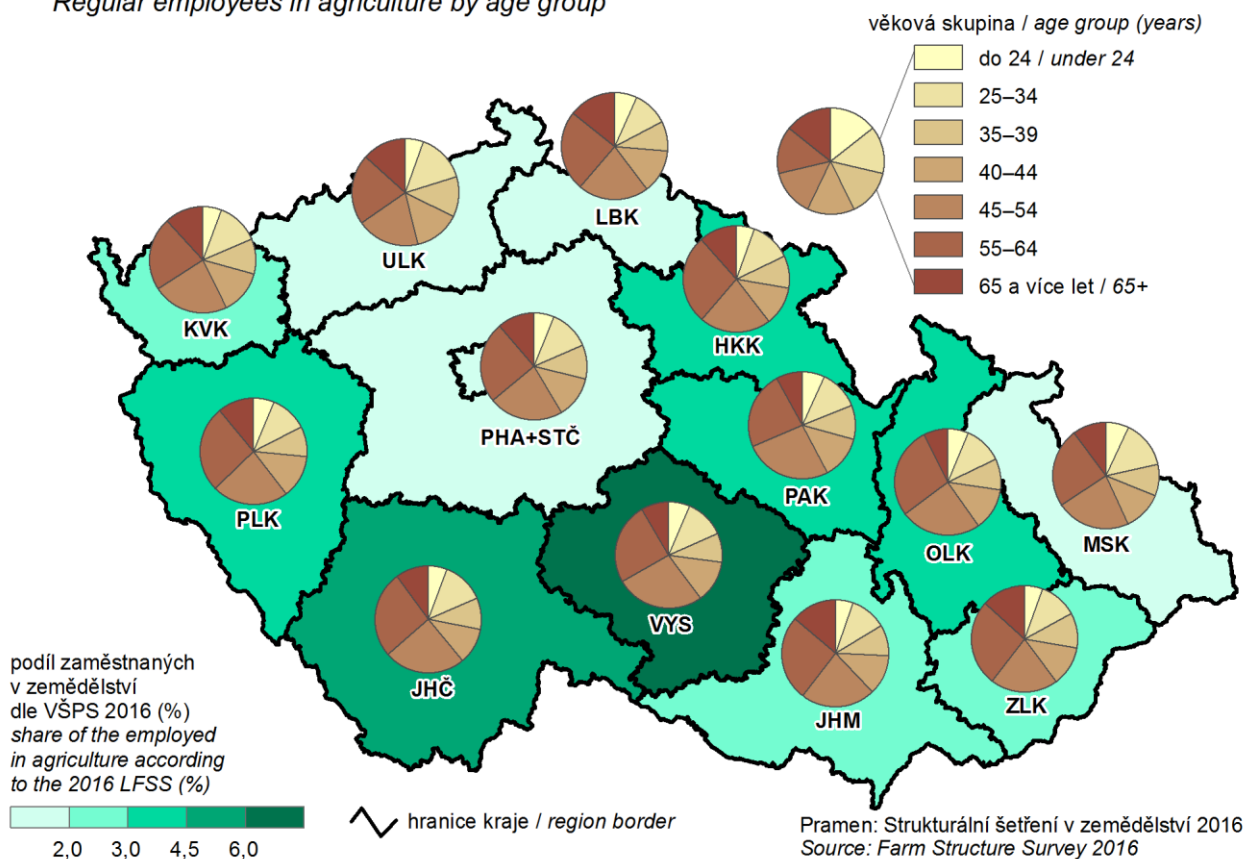 Regular employees in agriculture by age group
věková skupina / age group (years)
do 24 / under 24
25–34
35–39
40–44
45–54
55–64
65 a více let / 65+
LBK
ULK
KVK
HKK
PHA+STČ
PAK
PLK
OLK
MSK
VYS
JHČ
JHM
ZLK
podíl zaměstnaných
v zemědělství
dle VŠPS 2016 (%)
share of the employed
in agriculture according
to the 2016 LFSS (%)
2,0 3,0 4,5 6,0
hranice kraje / region border
Pramen: Strukturální šetření v zemědělství 2016
Source: Farm Structure Survey 2016